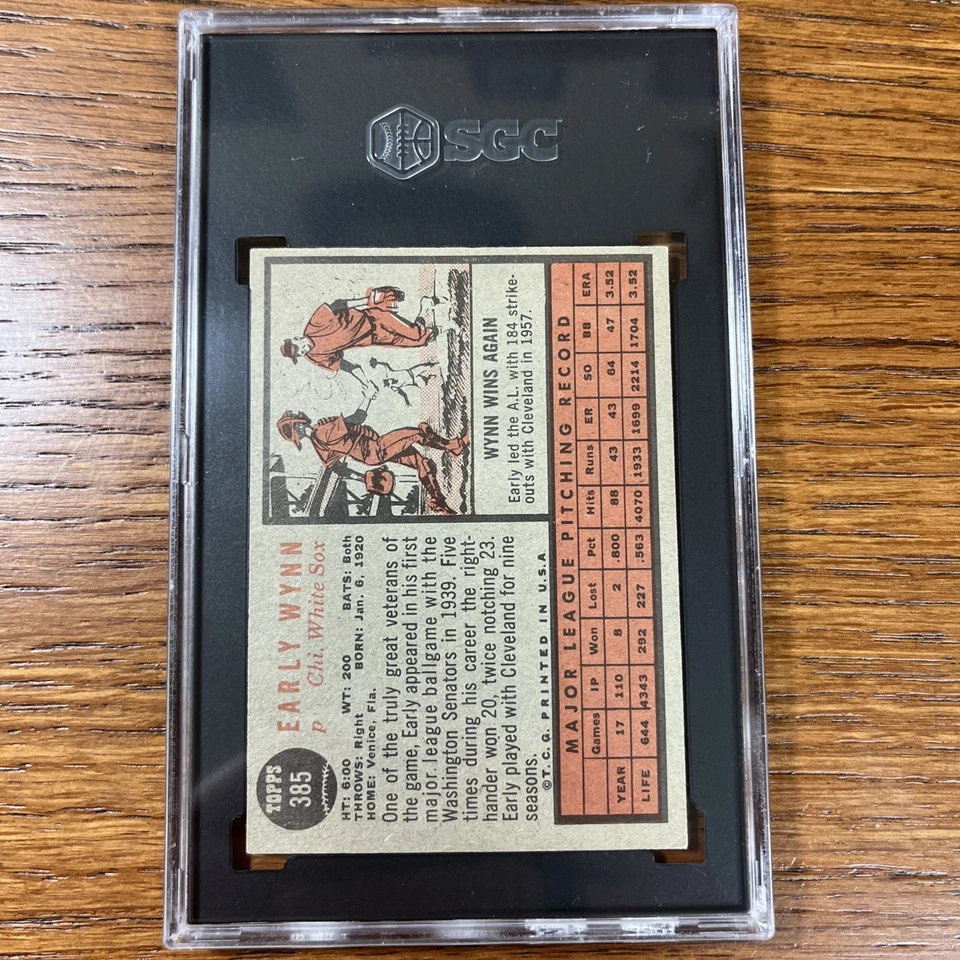 SGC
TOPPS
385
EARLY WYNN
p Chi. White Sox
HT: 6:00 WT: 200 BATS: Both
THROWS: Right BORN: Jan. 6, 1920
HOME: Venice, Fla.
One of the truly great veterans of
the game, Early appeared in his first
major league ballgame with the
Washington Senators in 1939. Five
times during his career the right-
hander won 20, twice notching 23.
Early played with Cleveland for nine
seasons.
WYNN WINS AGAIN
Early led the A.L. with 184 strike-
outs with Cleveland in 1957.
©T.C.G. PRINTED IN U.S.A
MAJOR LEAGUE PITCHING RECORD
Games IP Won Lost Pct Hits Runs ER SO BB ERA
YEAR 17 110 8 2 .800 88 43 43 64 47 3.52
LIFE 644 4343 292 227 .563 4070 1933 1699 2214 1704 3.52